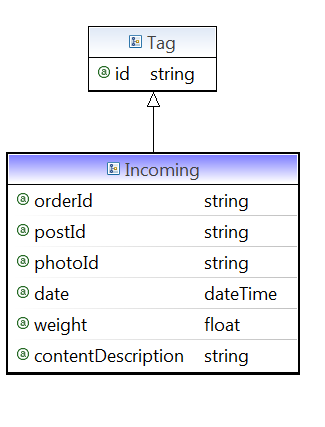 Tag
id string
Incoming
orderId string
postId string
photoId string
date dateTime
weight float
contentDescription string